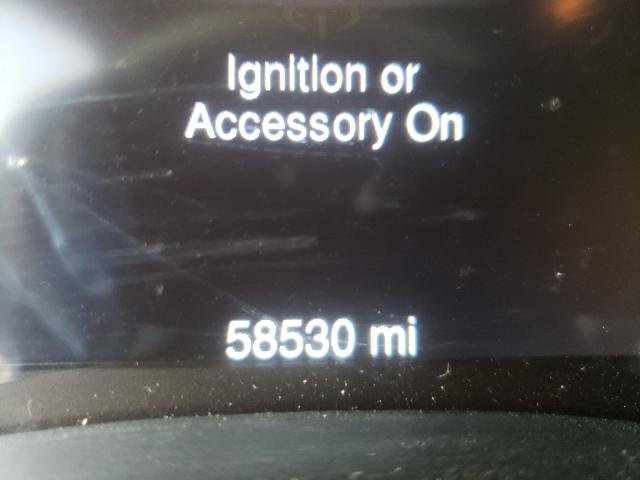 Ignition or
Accessory On
58530 mi